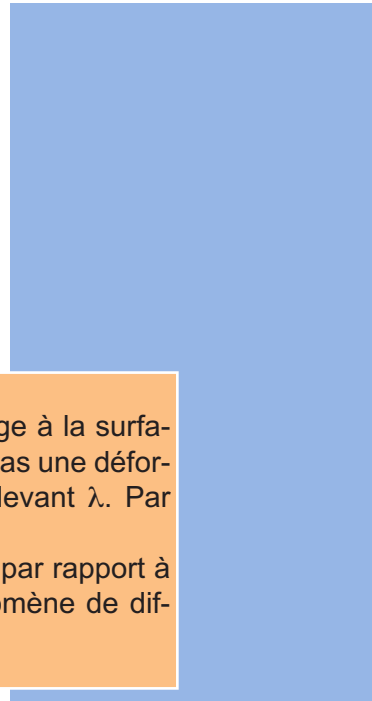 ge à la surfa-
as une défor-
devant λ. Par
par rapport à
omène de dif-